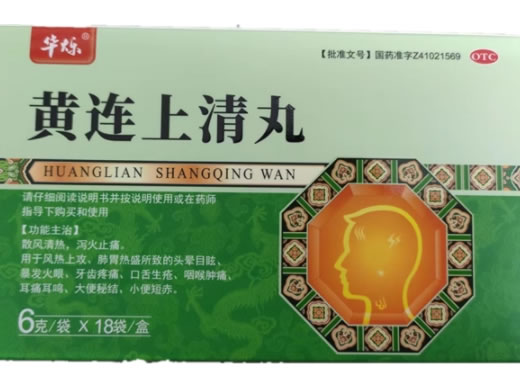 华烁®
【批准文号】国药准字Z41021569
OTC
黄连上清丸
HUANGLIAN SHANGQING WAN
请仔细阅读说明书并按说明使用或在药师
指导下购买和使用
【功能主治】
散风清热，泻火止痛。
用于风热上攻、肺胃热盛所致的头晕目眩、
暴发火眼、牙齿疼痛、口舌生疮、咽喉肿痛、
耳痛耳鸣、大便秘结、小便短赤。
6克/袋 X 18袋/盒